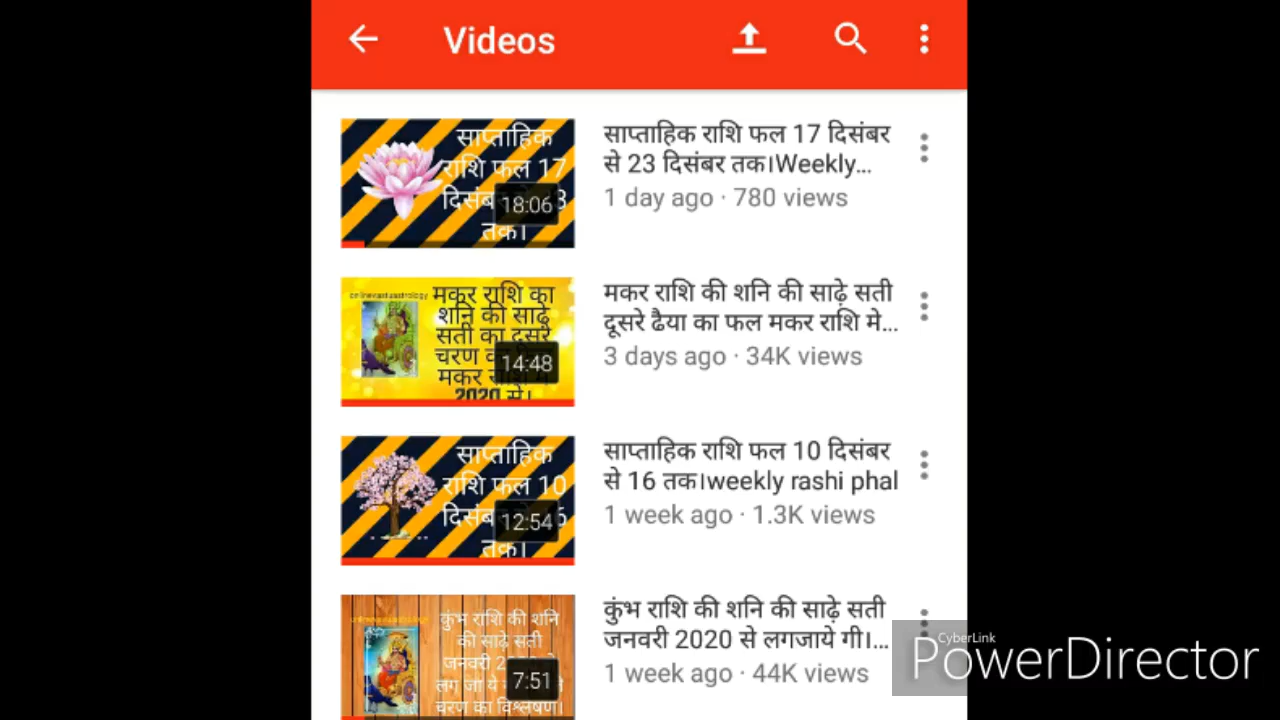 Videos
साप्ताहिक
राशि फल 17
दिसंब
18:06
तक।
साप्ताहिक राशि फल 17 दिसंबर
से 23 दिसंबर तक।Weekly...
1 day ago · 780 views
onlinevastuastrology
मकर राशि का
शनि की साढ़े
सती का दूसरे
चरण
14:48
मकर
2020 से।
मकर राशि की शनि की साढ़े सती
दूसरे ढैया का फल मकर राशि मे...
3 days ago · 34K views
साप्ताहिक
राशि फल 10
दिसंब
12:54
तक।
साप्ताहिक राशि फल 10 दिसंबर
से 16 तक।weekly rashi phal
1 week ago · 1.3K views
कुंभ राशि की शनि
की साढ़े सती
जनवरी
लग जा ये
7:51
चरण का विश्लषण।
कुंभ राशि की शनि की साढ़े सती
जनवरी 2020 से लगजाये गी।...
1 week ago · 44K views
CyberLink
PowerDirector